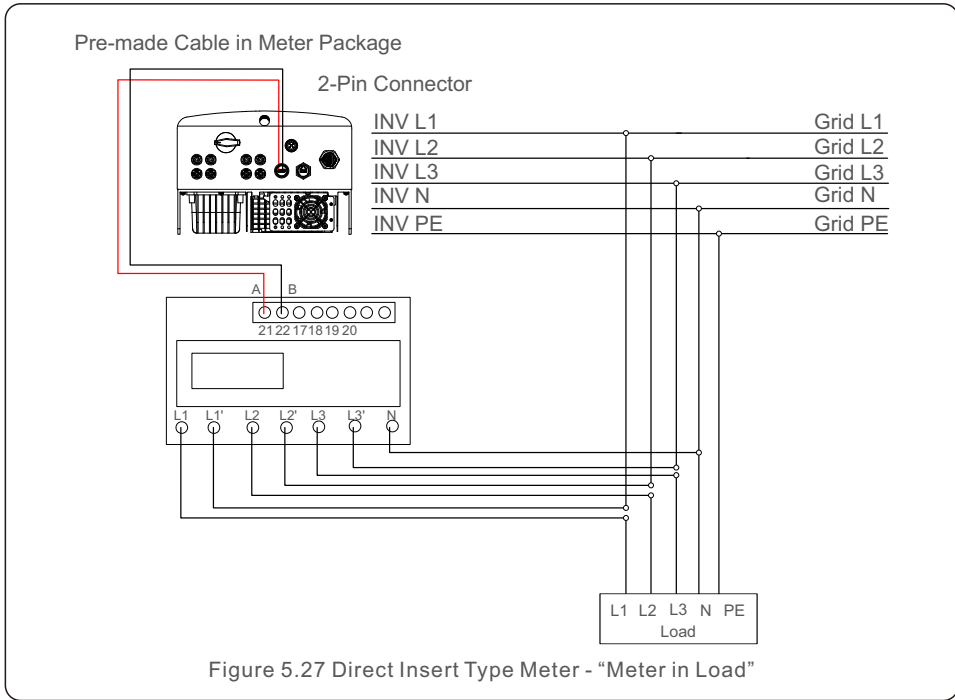 Pre-made Cable in Meter Package
2-Pin Connector
INV L1 Grid L1
INV L2 Grid L2
INV L3 Grid L3
INV N Grid N
INV PE Grid PE
A B
21 22 17 18 19 20
L1 L1' L2 L2' L3 L3' N
L1 L2 L3 N PE
Load
Figure 5.27 Direct Insert Type Meter - “Meter in Load”